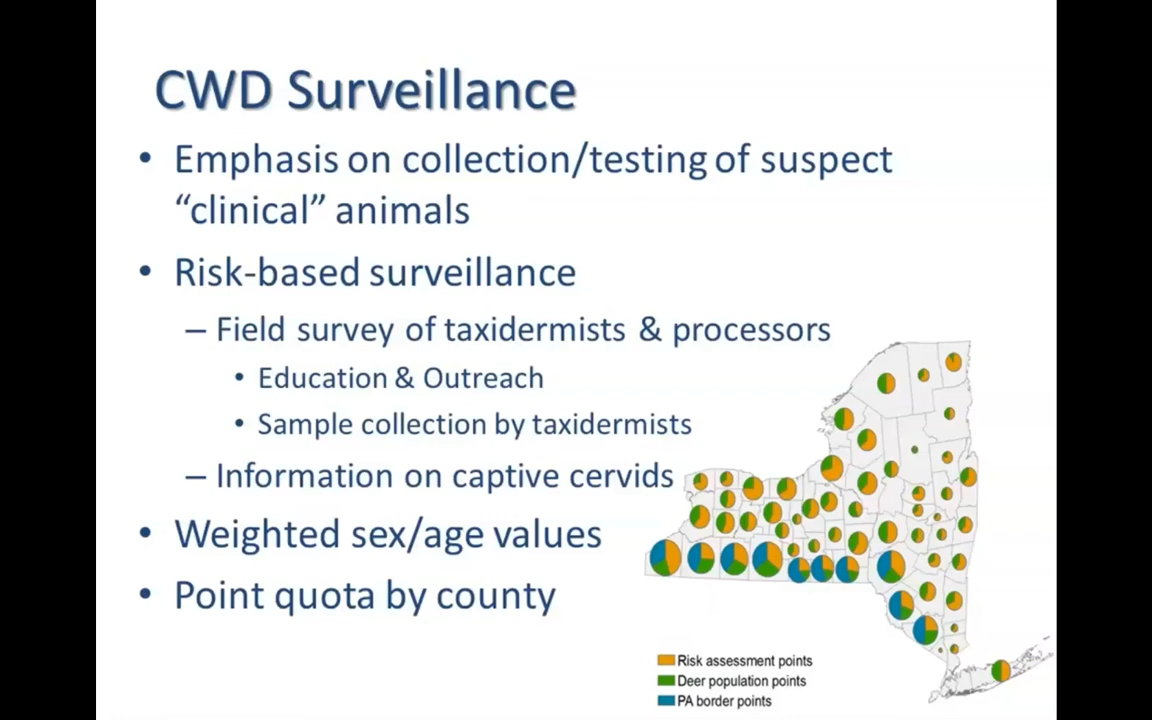 CWD Surveillance
• Emphasis on collection/testing of suspect
“clinical” animals
• Risk-based surveillance
– Field survey of taxidermists & processors
• Education & Outreach
• Sample collection by taxidermists
– Information on captive cervids
• Weighted sex/age values
• Point quota by county
Risk assessment points
Deer population points
PA border points